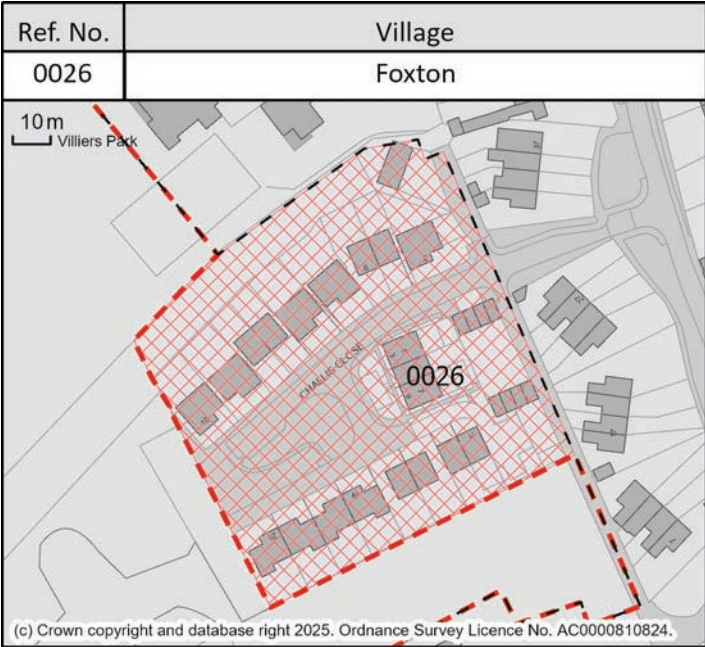 Ref. No. Village
0026 Foxton
10 m
Villiers Park
37
CHALLIS CLOSE
0026
(c) Crown copyright and database right 2025. Ordnance Survey Licence No. AC0000810824.